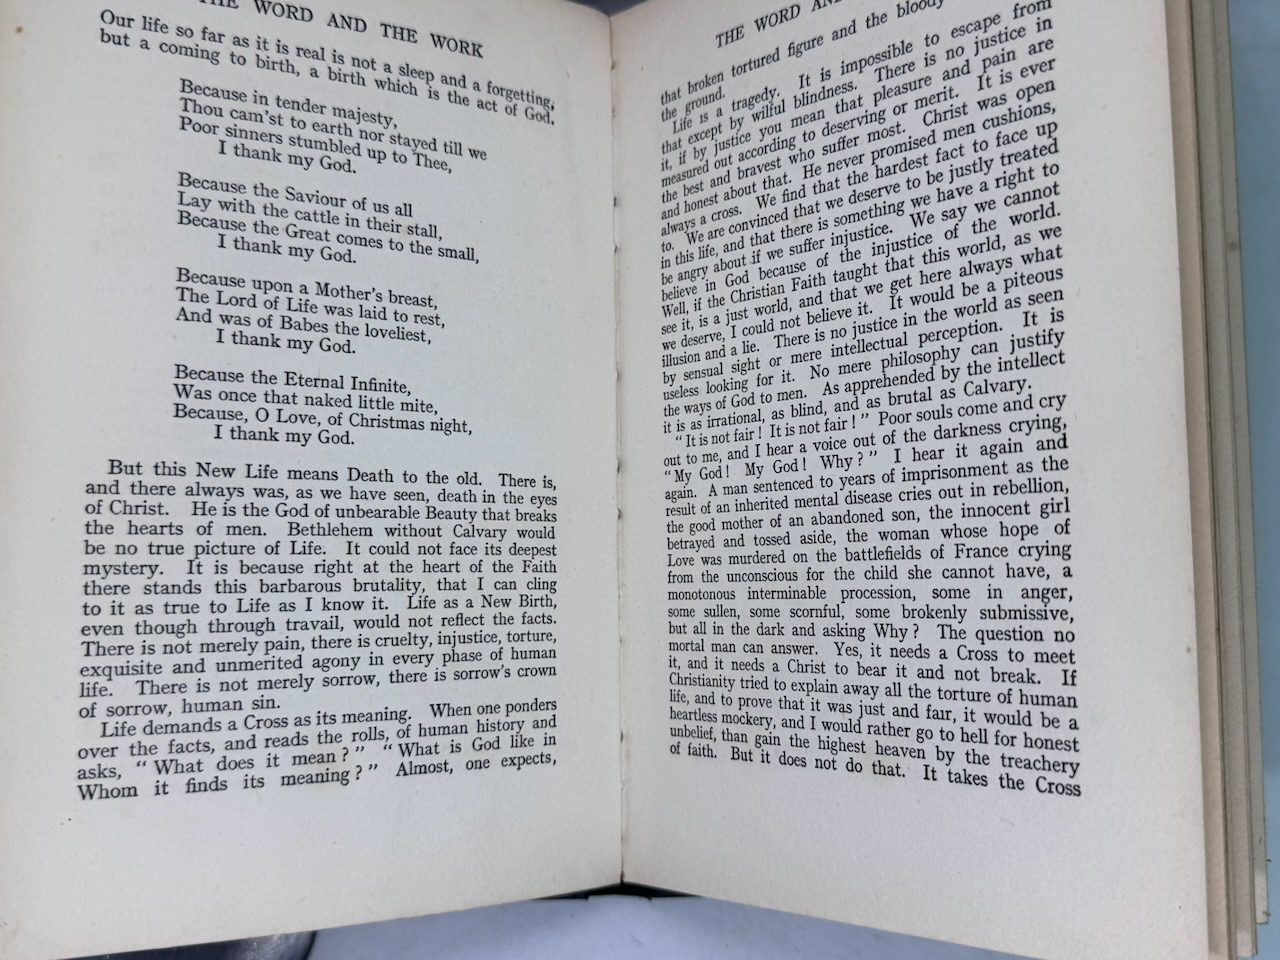 THE WORD AND THE WORK
Our life so far as it is real is not a sleep and a forgetting,
but a coming to birth, a birth which is the act of God.
Because in tender majesty,
Thou cam'st to earth nor stayed till we
Poor sinners stumbled up to Thee,
I thank my God.
Because the Saviour of us all
Lay with the cattle in their stall,
Because the Great comes to the small,
I thank my God.
Because upon a Mother's breast,
The Lord of Life was laid to rest,
And was of Babes the loveliest,
I thank my God.
Because the Eternal Infinite,
Was once that naked little mite,
Because, O Love, of Christmas night,
I thank my God.
But this New Life means Death to the old. There is,
and there always was, as we have seen, death in the eyes
of Christ. He is the God of unbearable Beauty that breaks
the hearts of men. Bethlehem without Calvary would
be no true picture of Life. It could not face its deepest
mystery. It is because right at the heart of the Faith
there stands this barbarous brutality, that I can cling
to it as true to Life as I know it. Life as a New Birth,
even though through travail, would not reflect the facts.
There is not merely pain, there is cruelty, injustice, torture,
exquisite and unmerited agony in every phase of human
life. There is not merely sorrow, there is sorrow's crown
of sorrow, human sin.
Life demands a Cross as its meaning. When one ponders
over the facts, and reads the rolls, of human history and
asks, "What does it mean?" "What is God like in
Whom it finds its meaning?" Almost, one expects,
THE WORD AN
that broken tortured figure and the bloody
the ground.
Life is a tragedy. It is impossible to escape from
that except by wilful blindness. There is no justice in
it, if by justice you mean that pleasure and pain are
measured out according to deserving or merit. It is ever
the best and bravest who suffer most. Christ was open
and honest about that. He never promised men cushions,
always a cross. We find that the hardest fact to face up
to. We are convinced that we deserve to be justly treated
in this life, and that there is something we have a right to
be angry about if we suffer injustice. We say we cannot
believe in God because of the injustice of the world.
Well, if the Christian Faith taught that this world, as we
see it, is a just world, and that we get here always what
we deserve, I could not believe it. It would be a piteous
illusion and a lie. There is no justice in the world as seen
by sensual sight or mere intellectual perception. It is
useless looking for it. No mere philosophy can justify
the ways of God to men. As apprehended by the intellect
it is as irrational, as blind, and as brutal as Calvary.
"It is not fair! It is not fair!" Poor souls come and cry
out to me, and I hear a voice out of the darkness crying,
"My God! My God! Why?" I hear it again and
again. A man sentenced to years of imprisonment as the
result of an inherited mental disease cries out in rebellion,
the good mother of an abandoned son, the innocent girl
betrayed and tossed aside, the woman whose hope of
Love was murdered on the battlefields of France crying
from the unconscious for the child she cannot have, a
monotonous interminable procession, some in anger,
some sullen, some scornful, some brokenly submissive,
but all in the dark and asking Why? The question no
mortal man can answer. Yes, it needs a Cross to meet
it, and it needs a Christ to bear it and not break. If
Christianity tried to explain away all the torture of human
life, and to prove that it was just and fair, it would be a
heartless mockery, and I would rather go to hell for honest
unbelief, than gain the highest heaven by the treachery
of faith. But it does not do that. It takes the Cross